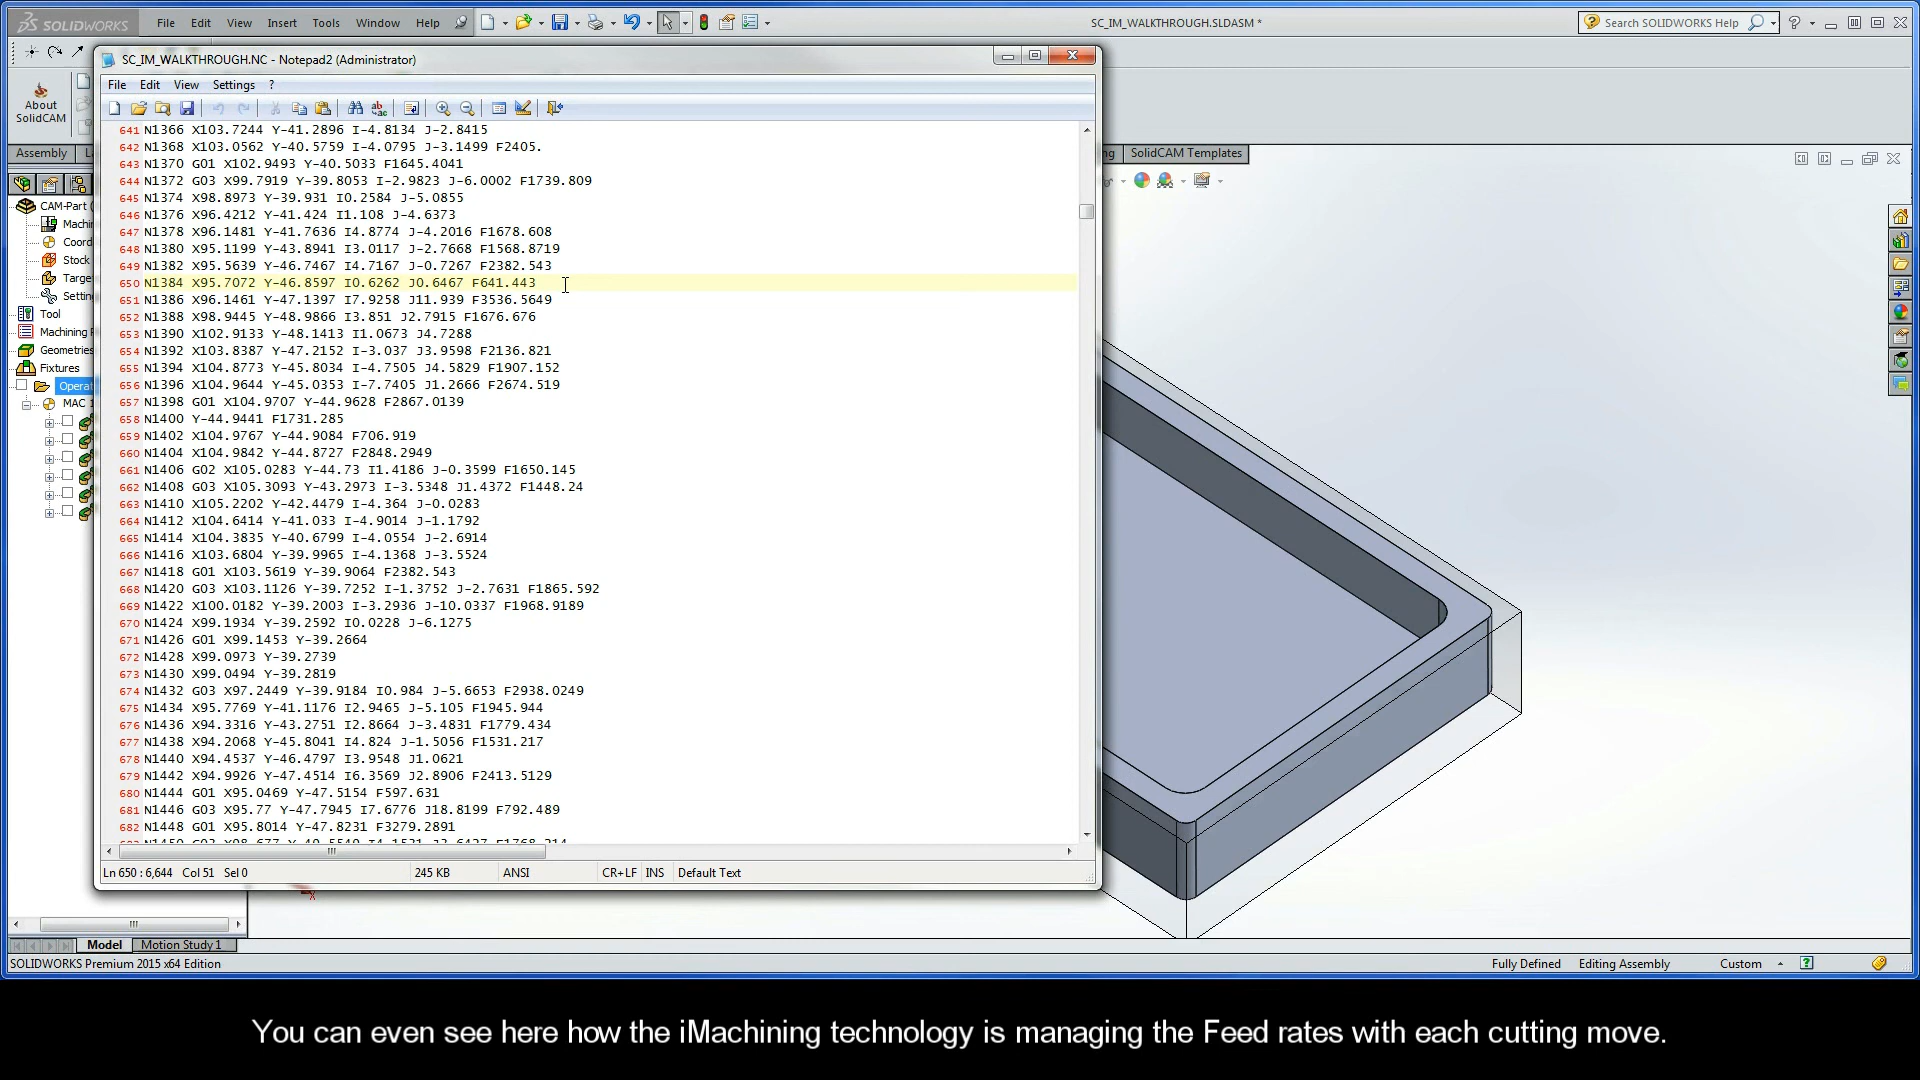 SOLIDWORKS File Edit View Insert Tools Window Help SC_IM_WALKTHROUGH.SLDASM * Search SOLIDWORKS Help
SC_IM_WALKTHROUGH.NC - Notepad2 (Administrator)
File Edit View Settings ?
About
SolidCAM
Assembly
SolidCAM Templates
CAM-Part
Machin
Coord
Stock
Targe
Settin
Tool
Machining
Geometries
Fixtures
Operat
MAC 1
641 N1366 X103.7244 Y-41.2896 I-4.8134 J-2.8415
642 N1368 X103.0562 Y-40.5759 I-4.0795 J-3.1499 F2405.
643 N1370 G01 X102.9493 Y-40.5033 F1645.4041
644 N1372 G03 X99.7919 Y-39.8053 I-2.9823 J-6.0002 F1739.809
645 N1374 X98.8973 Y-39.931 I0.2584 J-5.0855
646 N1376 X96.4212 Y-41.424 I1.108 J-4.6373
647 N1378 X96.1481 Y-41.7636 I4.8774 J-4.2016 F1678.608
648 N1380 X95.1199 Y-43.8941 I3.0117 J-2.7668 F1568.8719
649 N1382 X95.5639 Y-46.7467 I4.7167 J-0.7267 F2382.543
650 N1384 X95.7072 Y-46.8597 I0.6262 J0.6467 F641.443
651 N1386 X96.1461 Y-47.1397 I7.9258 J11.939 F3536.5649
652 N1388 X98.9445 Y-48.9866 I3.851 J2.7915 F1676.676
653 N1390 X102.9133 Y-48.1413 I1.0673 J4.7288
654 N1392 X103.8387 Y-47.2152 I-3.037 J3.9598 F2136.821
655 N1394 X104.8773 Y-45.8034 I-4.7505 J4.5829 F1907.152
656 N1396 X104.9644 Y-45.0353 I-7.7405 J1.2666 F2674.519
657 N1398 G01 X104.9707 Y-44.9628 F2867.0139
658 N1400 Y-44.9441 F1731.285
659 N1402 X104.9767 Y-44.9084 F706.919
660 N1404 X104.9842 Y-44.8727 F2848.2949
661 N1406 G02 X105.0283 Y-44.73 I1.4186 J-0.3599 F1650.145
662 N1408 G03 X105.3093 Y-43.2973 I-3.5348 J1.4372 F1448.24
663 N1410 X105.2202 Y-42.4479 I-4.364 J-0.0283
664 N1412 X104.6414 Y-41.033 I-4.9014 J-1.1792
665 N1414 X104.3835 Y-40.6799 I-4.0554 J-2.6914
666 N1416 X103.6804 Y-39.9965 I-4.1368 J-3.5524
667 N1418 G01 X103.5619 Y-39.9064 F2382.543
668 N1420 G03 X103.1126 Y-39.7252 I-1.3752 J-2.7631 F1865.592
669 N1422 X100.0182 Y-39.2003 I-3.2936 J-10.0337 F1968.9189
670 N1424 X99.1934 Y-39.2592 I0.0228 J-6.1275
671 N1426 G01 X99.1453 Y-39.2664
672 N1428 X99.0973 Y-39.2739
673 N1430 X99.0494 Y-39.2819
674 N1432 G03 X97.2449 Y-39.9184 I0.984 J-5.6653 F2938.0249
675 N1434 X95.7769 Y-41.1176 I2.9465 J-5.105 F1945.944
676 N1436 X94.3316 Y-43.2751 I2.8664 J-3.4831 F1779.434
677 N1438 X94.2068 Y-45.8041 I4.824 J-1.5056 F1531.217
678 N1440 X94.4537 Y-46.4797 I3.9548 J1.0621
679 N1442 X94.9926 Y-47.4514 I6.3569 J2.8906 F2413.5129
680 N1444 G01 X95.0469 Y-47.5154 F597.631
681 N1446 G03 X95.77 Y-47.7945 I7.6776 J18.8199 F792.489
682 N1448 G01 X95.8014 Y-47.8231 F3279.2891
Ln 650 : 6,644 Col 51 Sel 0 245 KB ANSI CR+LF INS Default Text
Model Motion Study 1
SOLIDWORKS Premium 2015 x64 Edition Fully Defined Editing Assembly Custom
You can even see here how the iMachining technology is managing the Feed rates with each cutting move.